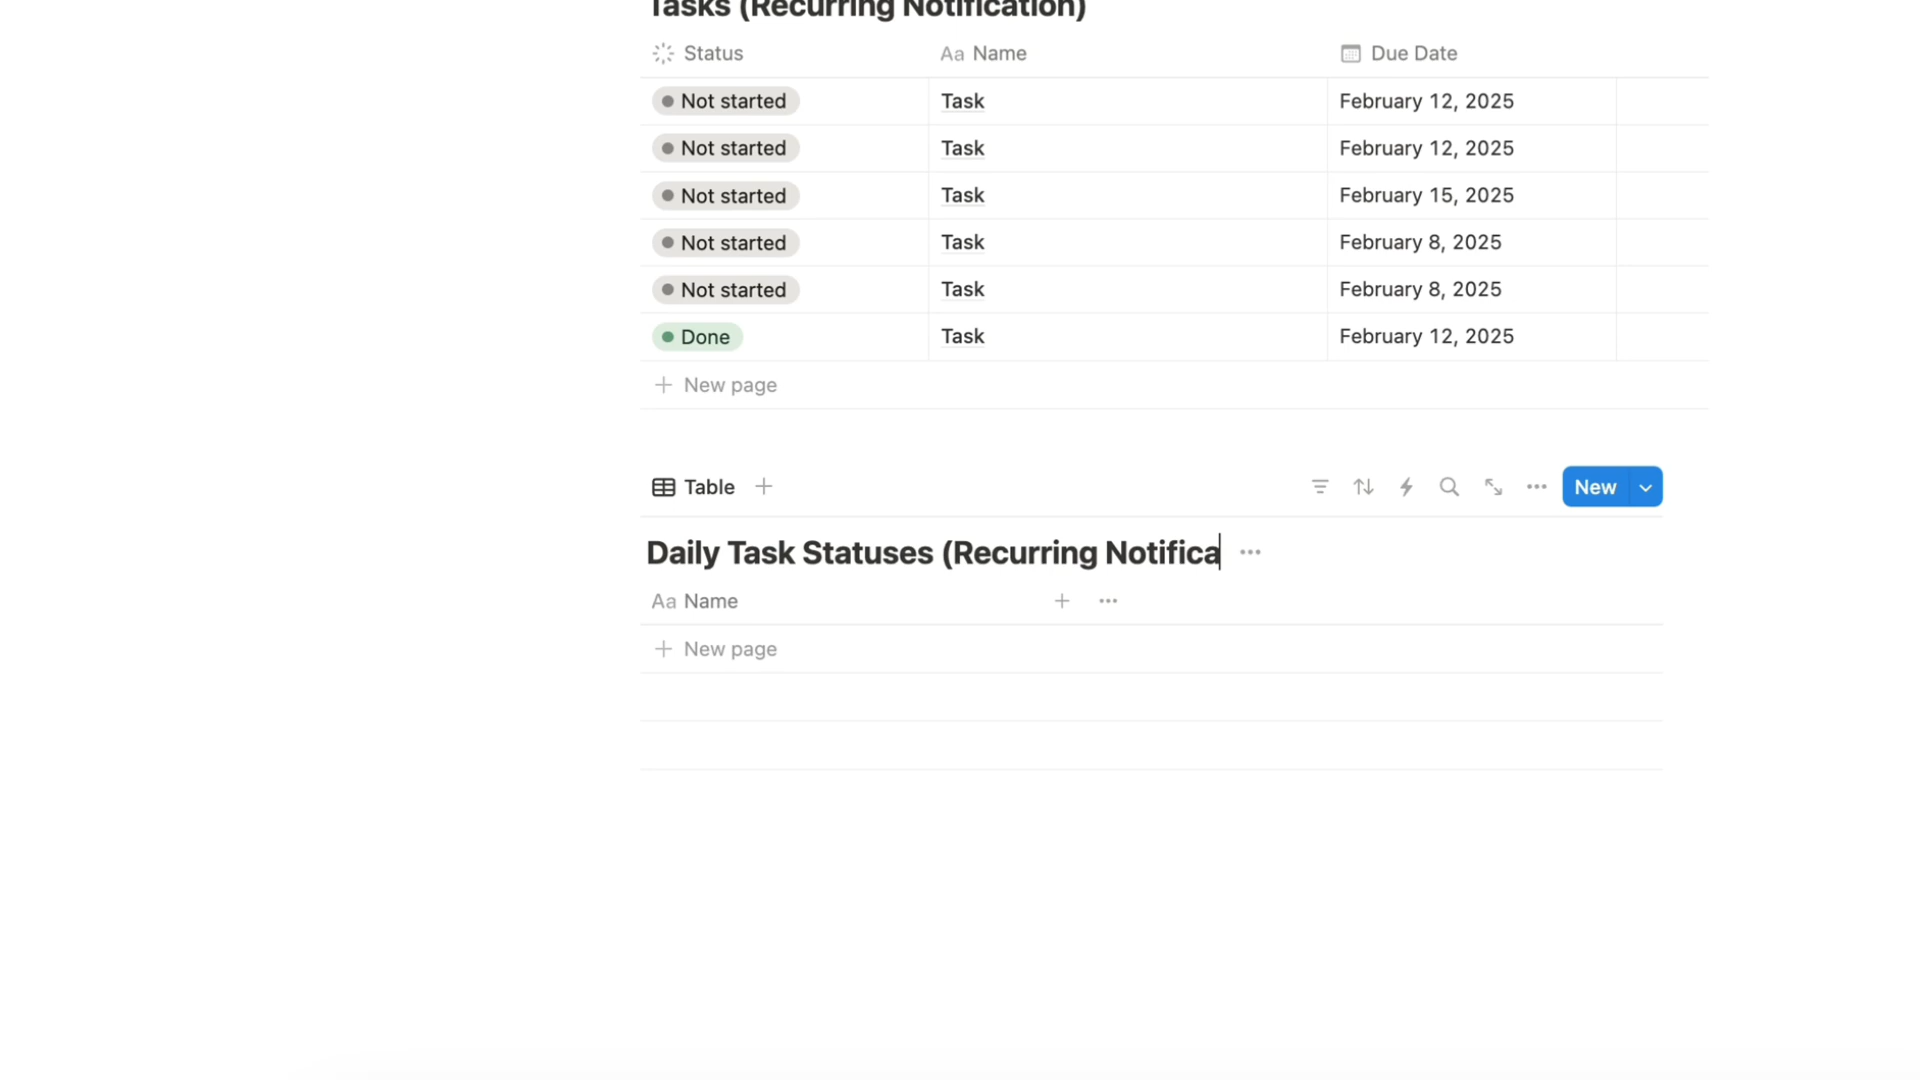 Tasks (Recurring Notification)
Status Aa Name Due Date
Not started Task February 12, 2025
Not started Task February 12, 2025
Not started Task February 15, 2025
Not started Task February 8, 2025
Not started Task February 8, 2025
Done Task February 12, 2025
New page
Table New
Daily Task Statuses (Recurring Notifica
Aa Name
New page